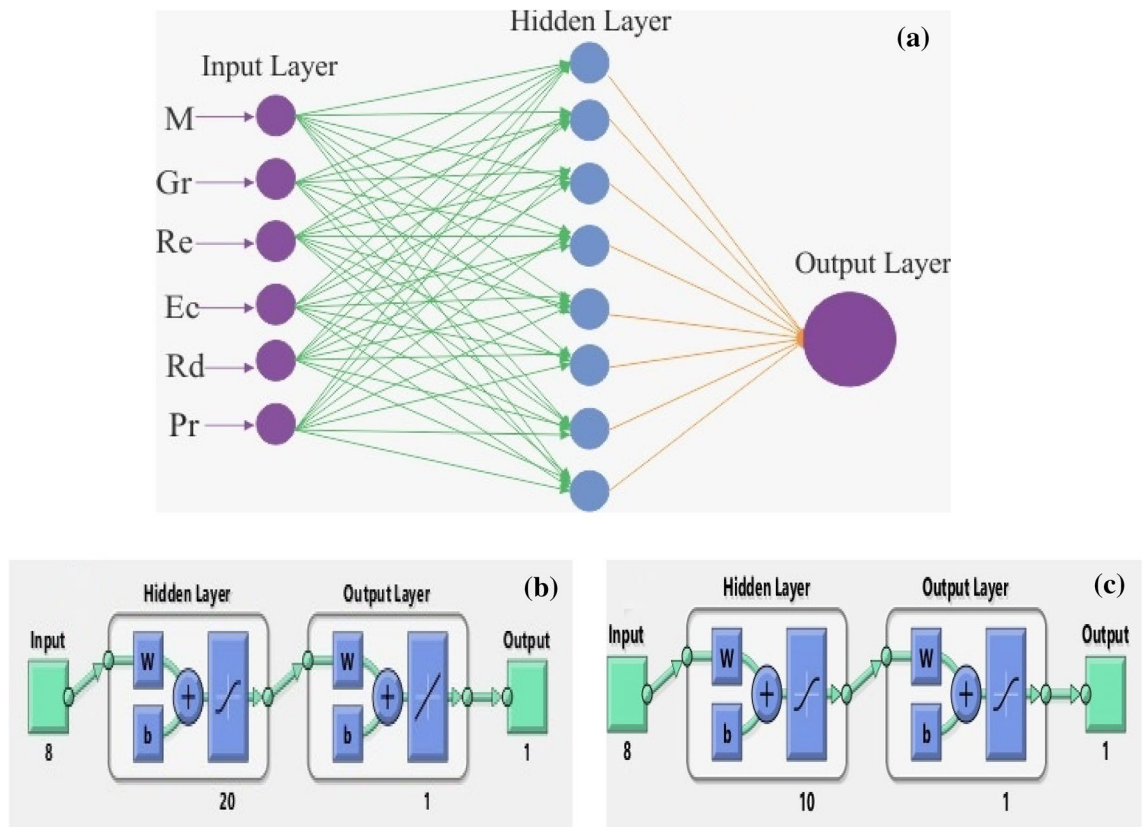 Hidden Layer
(a)
Input Layer
M
Gr
Re
Ec
Rd
Pr
Output Layer
(b)
Hidden Layer
Output Layer
Input
Output
W
b
+
W
b
+
8
20
1
1
(c)
Hidden Layer
Output Layer
Input
Output
W
b
+
W
b
+
8
10
1
1